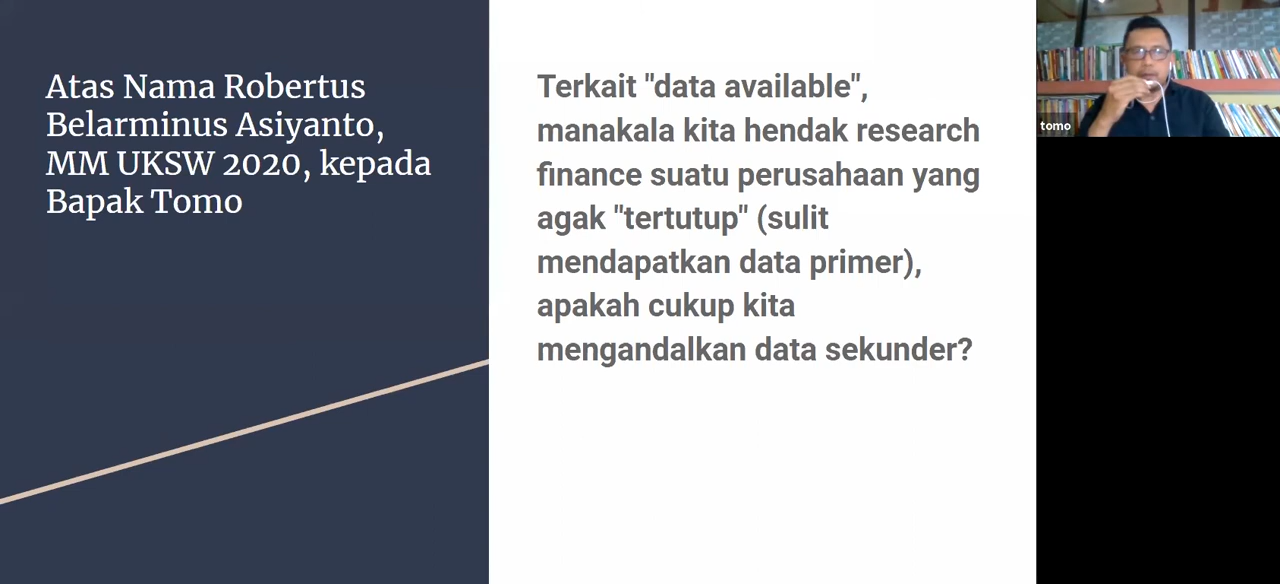 Atas Nama Robertus
Belarminus Asiyanto,
MM UKSW 2020, kepada
Bapak Tomo
Terkait "data available",
manakala kita hendak research
finance suatu perusahaan yang
agak "tertutup" (sulit
mendapatkan data primer),
apakah cukup kita
mengandalkan data sekunder?
tomo